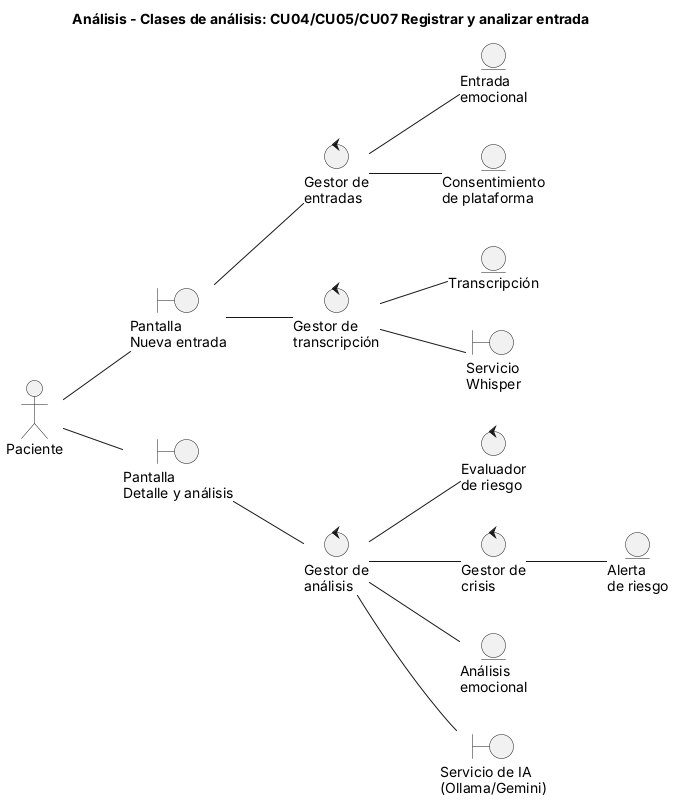 Análisis - Clases de análisis: CU04/CU05/CU07 Registrar y analizar entrada
Entrada
emocional
Gestor de
entradas
Consentimiento
de plataforma
Transcripción
Pantalla
Nueva entrada
Gestor de
transcripción
Servicio
Whisper
Paciente
Pantalla
Detalle y análisis
Evaluador
de riesgo
Gestor de
análisis
Gestor de
crisis
Alerta
de riesgo
Análisis
emocional
Servicio de IA
(Ollama/Gemini)